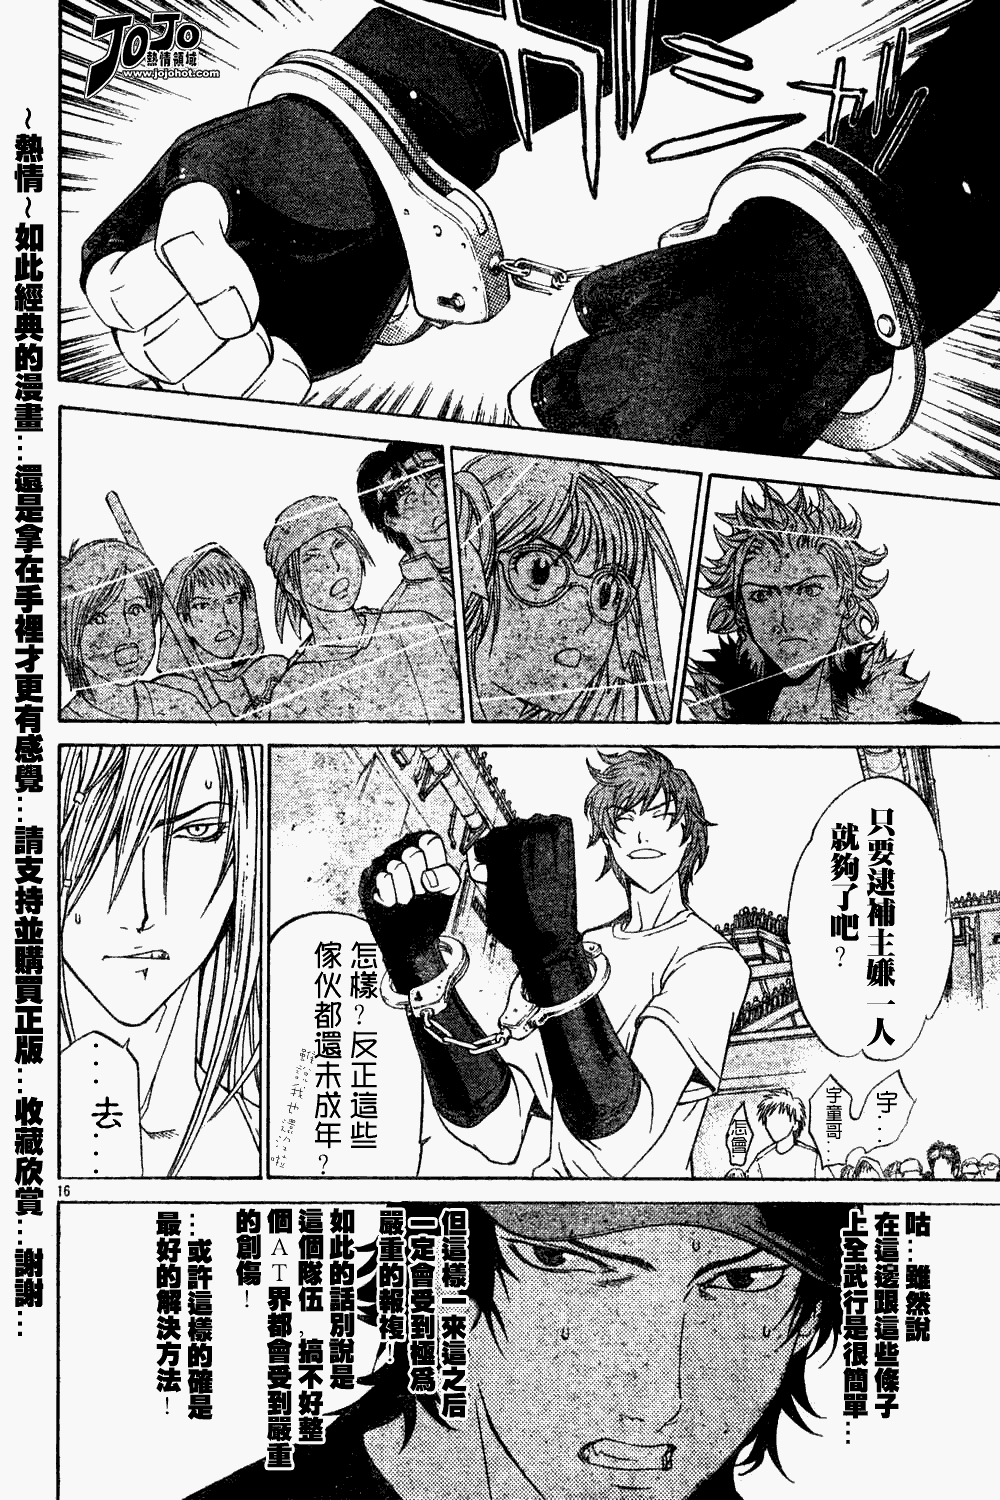 JOJO
熱情領域
www.jojohot.com
～熱情～如此經典的漫畫…還是拿在手裡才更有感覺…請支持並購買正版…收藏欣賞…謝謝…
只要逮補主嫌一人
就夠了吧？
宇…
宇童哥…
怎會
怎樣？反正這些
傢伙都還未成年？
雖說我也還沒啦
……去……
16
咕…雖然說
在這邊跟這些條子
上全武行是很簡單…
但這樣一來這之后
一定會受到極為
嚴重的報複！
如此的話別說是
這個隊伍，搞不好整
個AT界都會受到嚴重
的創傷！
…或許這樣的確是
最好的解決方法！